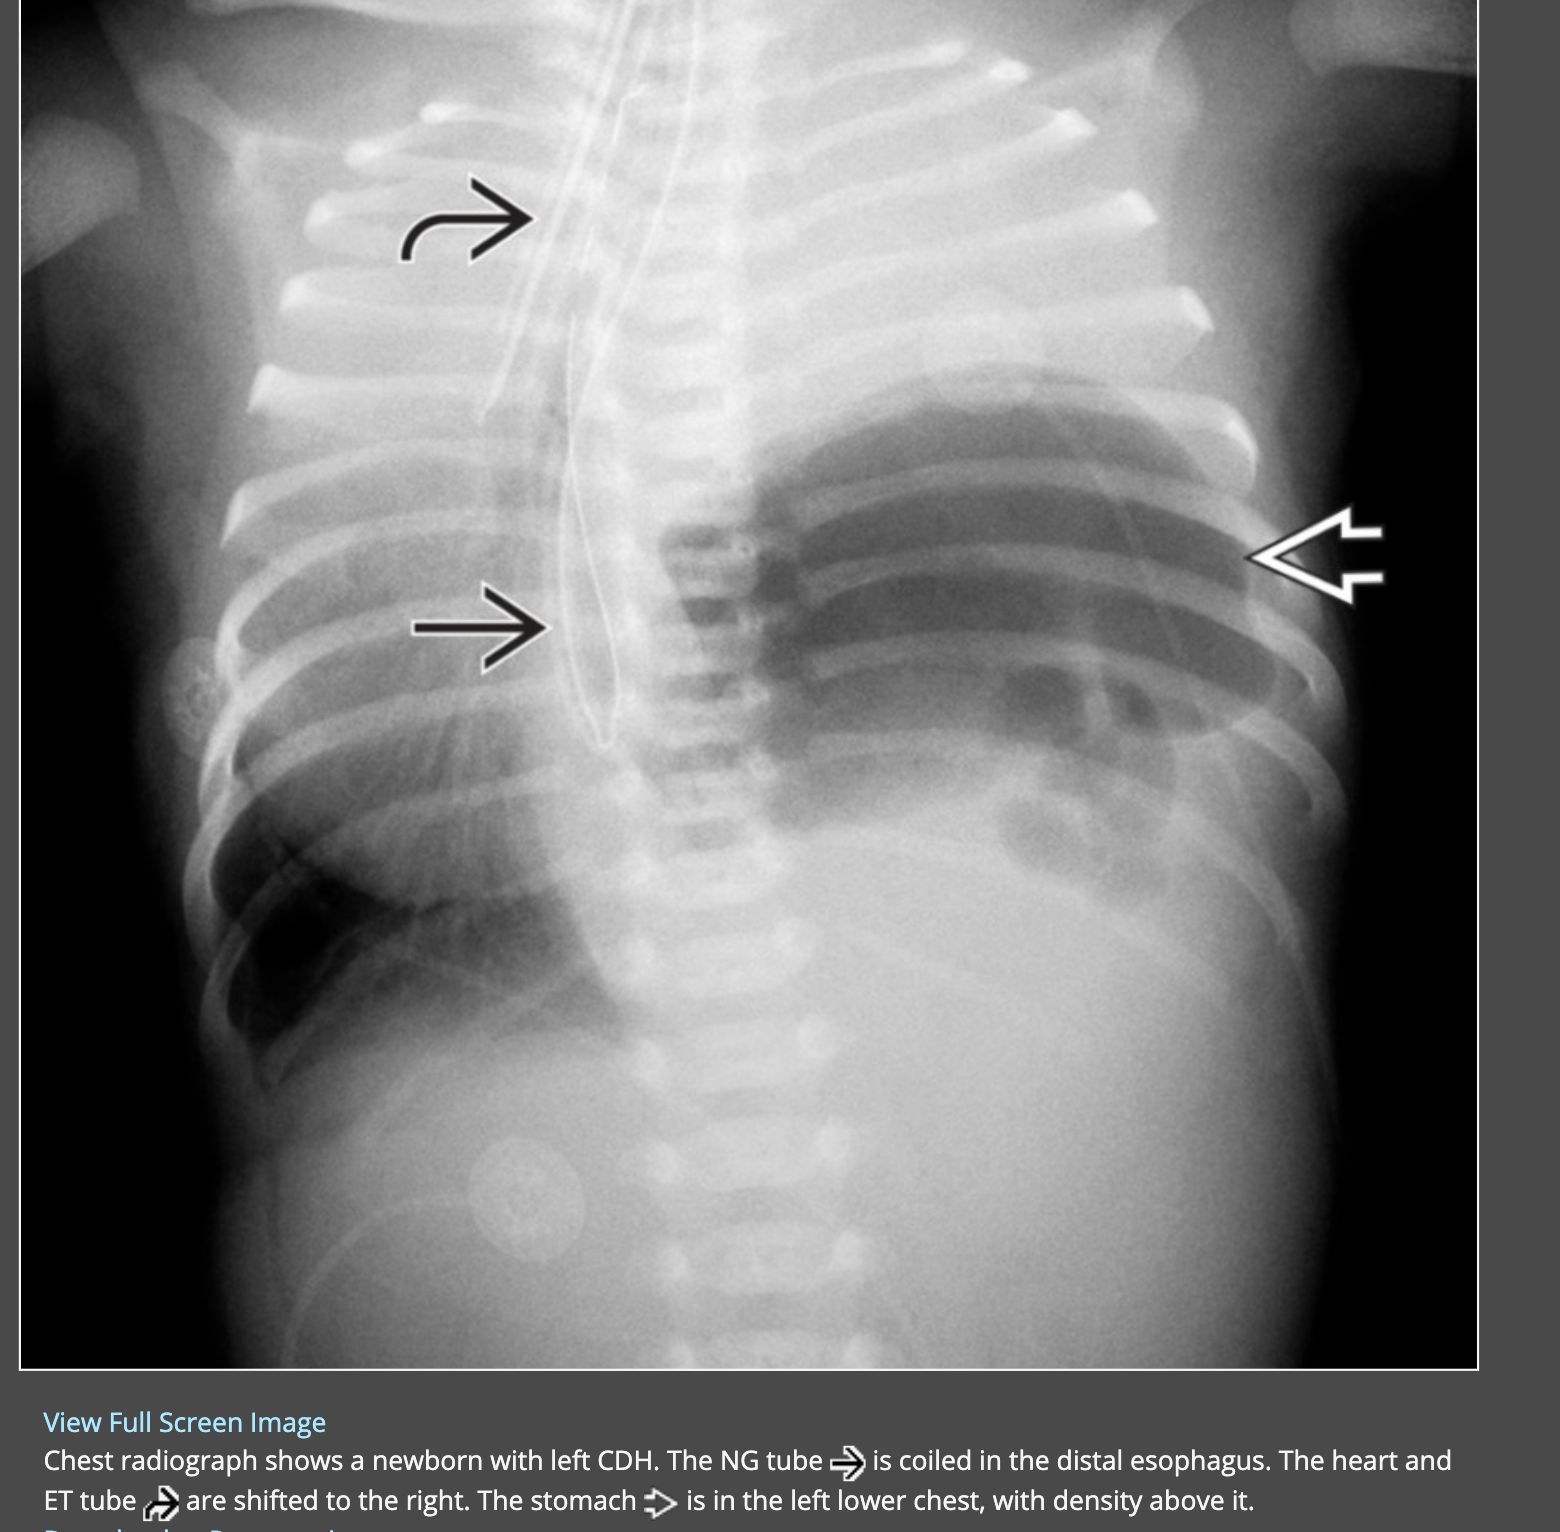 View Full Screen Image
Chest radiograph shows a newborn with left CDH. The NG tube is coiled in the distal esophagus. The heart and
ET tube are shifted to the right. The stomach is in the left lower chest, with density above it.